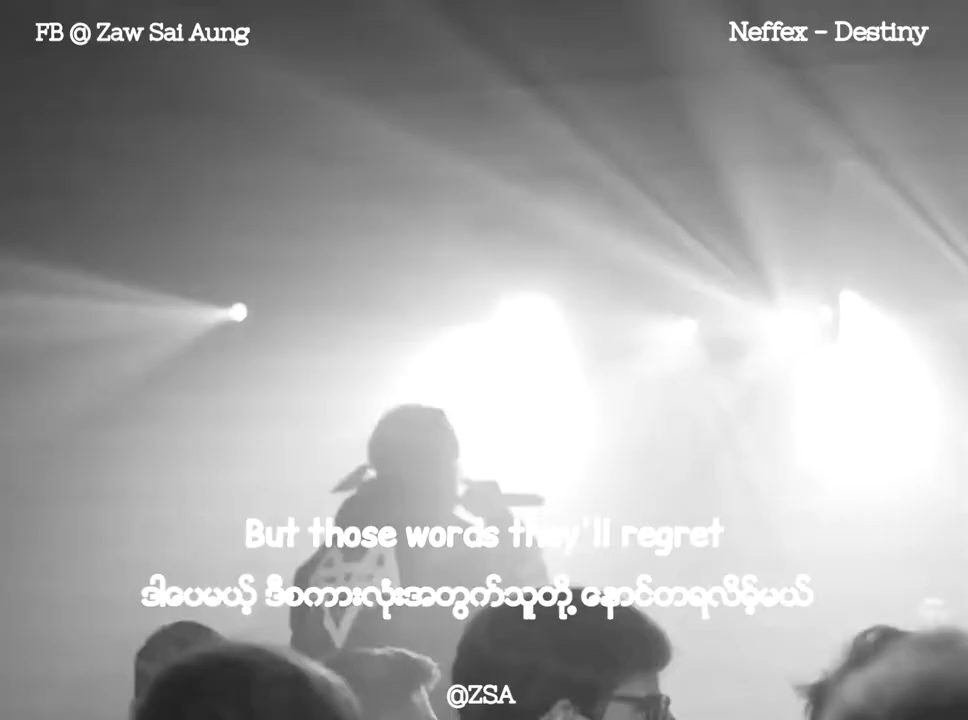 FB @ Zaw Sai Aung
Neffex - Destiny
But those words they'll regret
ဒါပေမယ့် ဒီစကားလုံးအတွက်သူတို့ နောင်တရလိမ့်မယ်
@ZSA